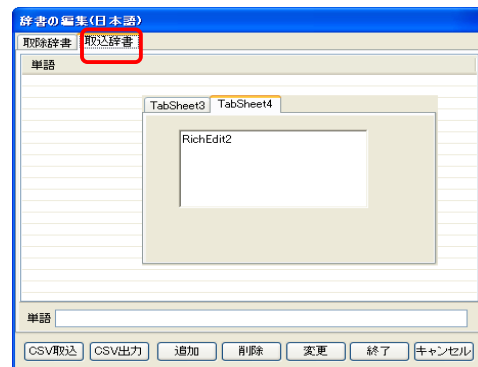 辞書の編集(日本語)
取除辞書 取込辞書
単語
TabSheet3 TabSheet4
RichEdit2
単語
CSV取込 CSV出力 追加 削除 変更 終了 キャンセル